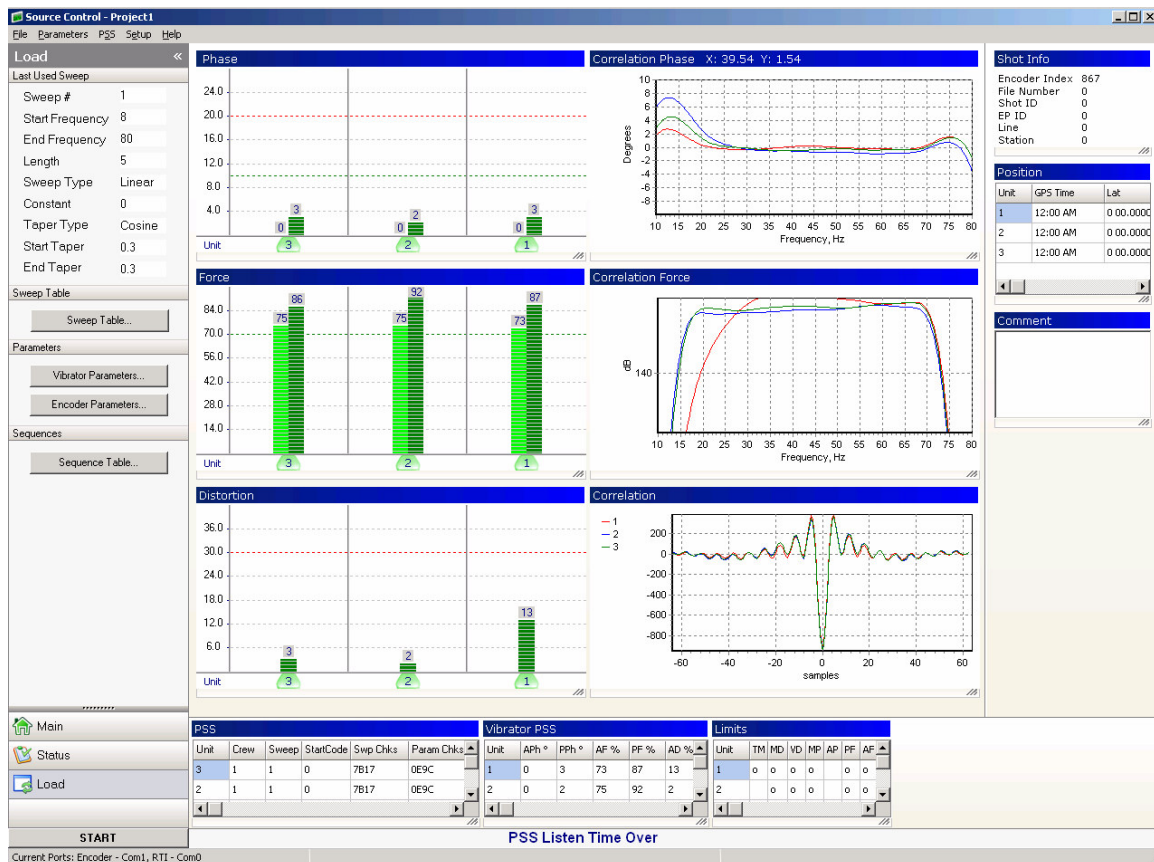 Source Control - Project1
File Parameters PSS Setup Help
Load «
Last Used Sweep
Sweep # 1
Start Frequency 8
End Frequency 80
Length 5
Sweep Type Linear
Constant 0
Taper Type Cosine
Start Taper 0.3
End Taper 0.3
Sweep Table
Sweep Table...
Parameters
Vibrator Parameters...
Encoder Parameters...
Sequences
Sequence Table...
Main
Status
Load
START
Phase
24.0
20.0
16.0
12.0
8.0
4.0
0 3 0 2 0 3
Unit 3 2 1
Force
84.0
70.0
56.0
42.0
28.0
14.0
75 86 75 92 73 87
Unit 3 2 1
Distortion
36.0
30.0
24.0
18.0
12.0
6.0
3 2 13
Unit 3 2 1
Correlation Phase X: 39.54 Y: 1.54
Degrees
10
8
6
4
2
0
-2
-4
-6
-8
10 15 20 25 30 35 40 45 50 55 60 65 70 75 80
Frequency, Hz
Correlation Force
dB
140
10 15 20 25 30 35 40 45 50 55 60 65 70 75 80
Frequency, Hz
Correlation
1
2
3
200
0
-200
-400
-600
-800
-60 -40 -20 0 20 40 60
samples
Shot Info
Encoder Index 867
File Number 0
Shot ID 0
EP ID 0
Line 0
Station 0
Position
Unit GPS Time Lat
1 12:00 AM 0 00.0000
2 12:00 AM 0 00.0000
3 12:00 AM 0 00.0000
Comment
PSS
Unit Crew Sweep StartCode Swp Chks Param Chks
3 1 1 0 7B17 0E9C
2 1 1 0 7B17 0E9C
Vibrator PSS
Unit APh ° PPh ° AF % PF % AD %
1 0 3 73 87 13
2 0 2 75 92 2
Limits
Unit TM MD VD MP AP PF AF
1 o o o o o o
2 o o o o o
PSS Listen Time Over
Current Ports: Encoder - Com1, RTI - Com0